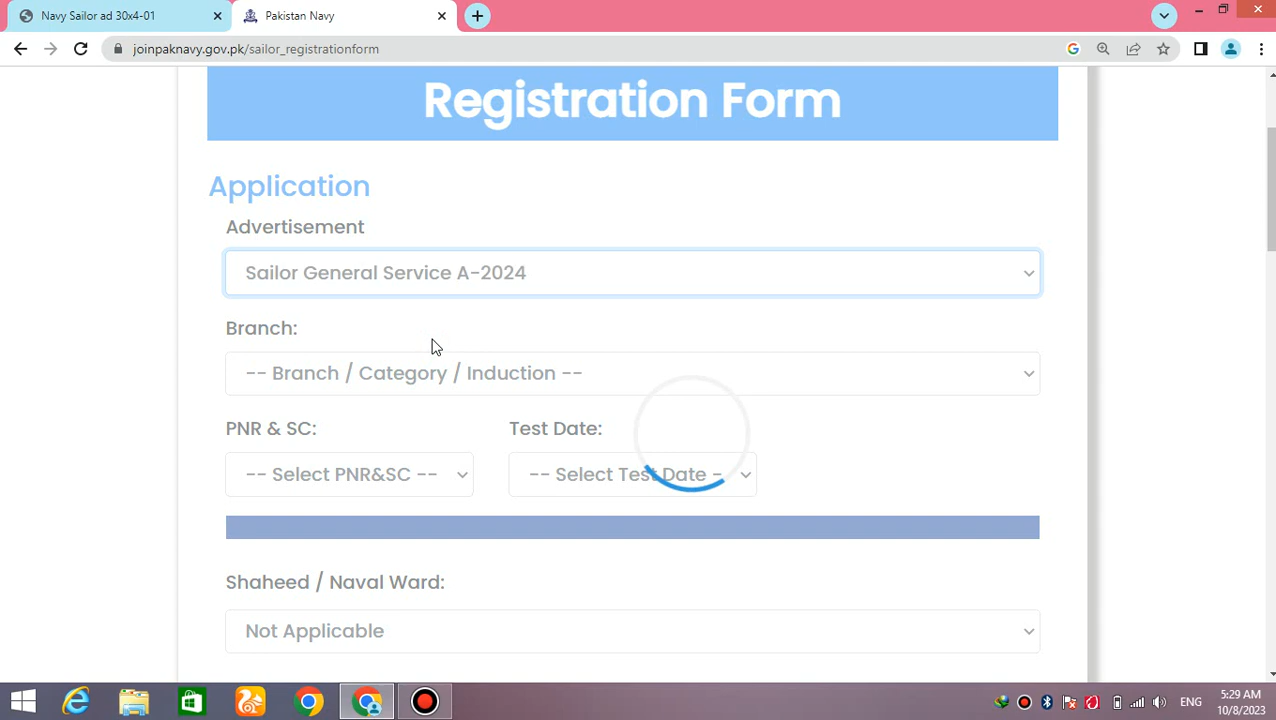 Navy Sailor ad 30x4-01
Pakistan Navy
joinpaknavy.gov.pk/sailor_registrationform
Registration Form
Application
Advertisement
Sailor General Service A-2024
Branch:
-- Branch / Category / Induction --
PNR & SC: Test Date:
-- Select PNR&SC -- -- Select Test Date -
Shaheed / Naval Ward:
Not Applicable
ENG
5:29 AM
10/8/2023